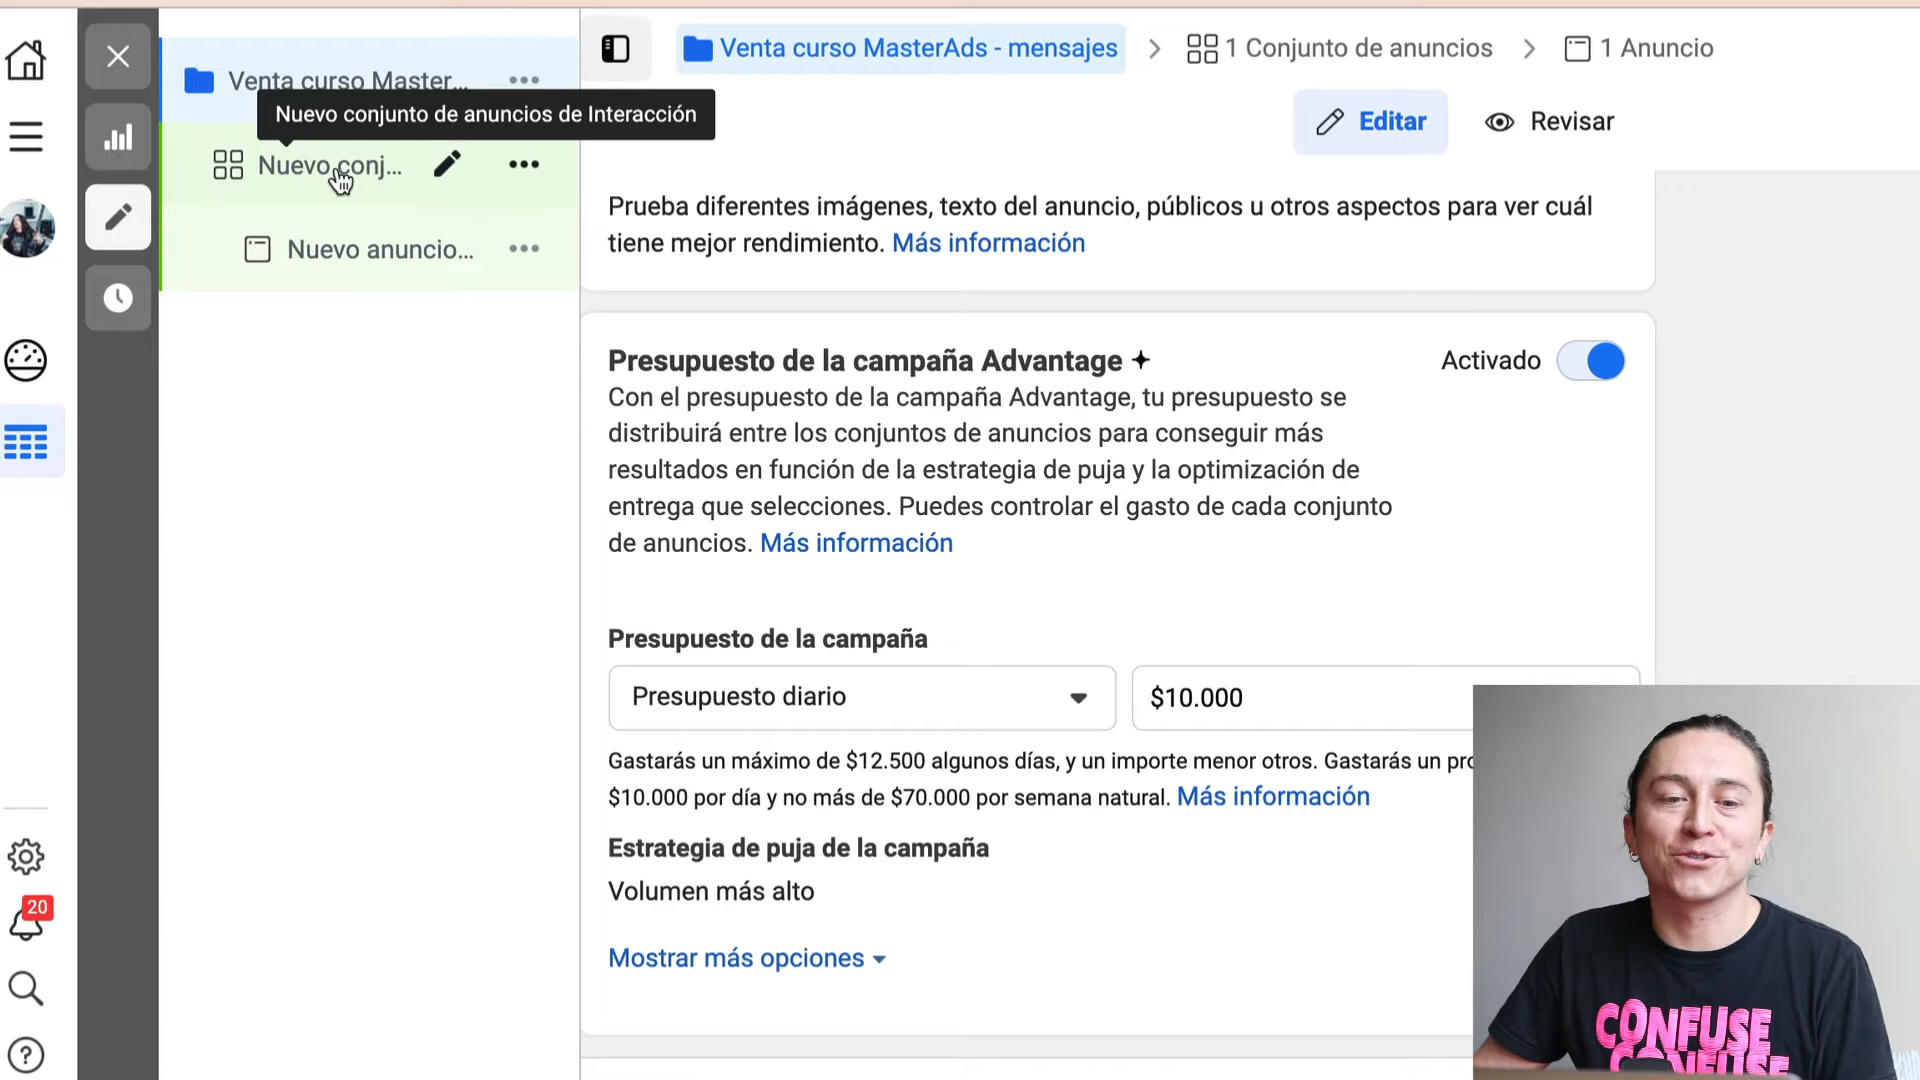 Venta curso Master...
Nuevo conjunto de anuncios de Interacción
Nuevo conj...
Nuevo anuncio...
Venta curso MasterAds - mensajes
1 Conjunto de anuncios
1 Anuncio
Editar
Revisar
Prueba diferentes imágenes, texto del anuncio, públicos u otros aspectos para ver cuál
tiene mejor rendimiento. Más información
Presupuesto de la campaña Advantage
Activado
Con el presupuesto de la campaña Advantage, tu presupuesto se
distribuirá entre los conjuntos de anuncios para conseguir más
resultados en función de la estrategia de puja y la optimización de
entrega que selecciones. Puedes controlar el gasto de cada conjunto
de anuncios. Más información
Presupuesto de la campaña
Presupuesto diario
$10.000
Gastarás un máximo de $12.500 algunos días, y un importe menor otros. Gastarás un
$10.000 por día y no más de $70.000 por semana natural. Más información
Estrategia de puja de la campaña
Volumen más alto
Mostrar más opciones
20
CONFUSE
CONFUSE